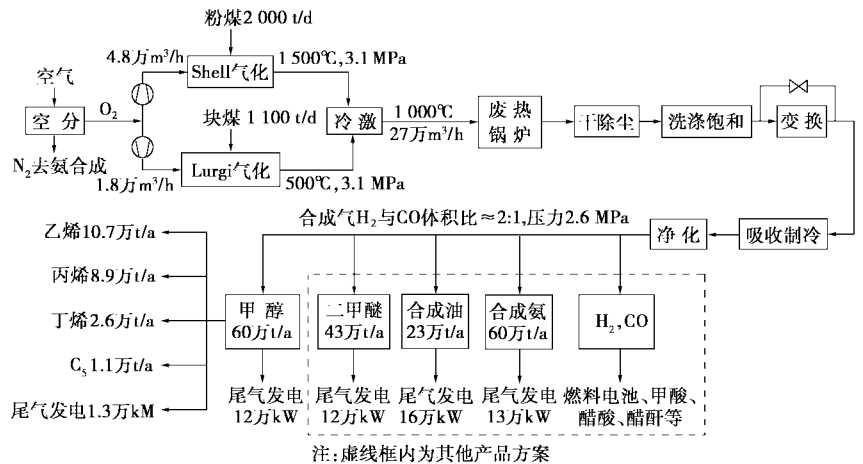 粉煤2 000 t/d
4.8万m³/h
Shell气化
1 500℃,3.1 MPa
空气
空 分
O₂
N₂去氨合成
块煤 1 100 t/d
1.8万m³/h
Lurgi气化
500℃,3.1 MPa
冷激
1 000℃
27万m³/h
废热
锅炉
干除尘
洗涤饱和
变换
吸收制冷
净化
合成气H₂与CO体积比≈2:1,压力2.6 MPa
乙烯10.7万t/a
丙烯8.9万t/a
丁烯2.6万t/a
C₅1.1万t/a
尾气发电1.3万kM
甲 醇
60万t/a
二甲醚
43万t/a
合成油
23万t/a
合成氨
60万t/a
H₂,CO
尾气发电
12万kW
尾气发电
12万kW
尾气发电
16万kW
尾气发电
13万kW
燃料电池、甲酸、
醋酸、醋酐等
注:虚线框内为其他产品方案